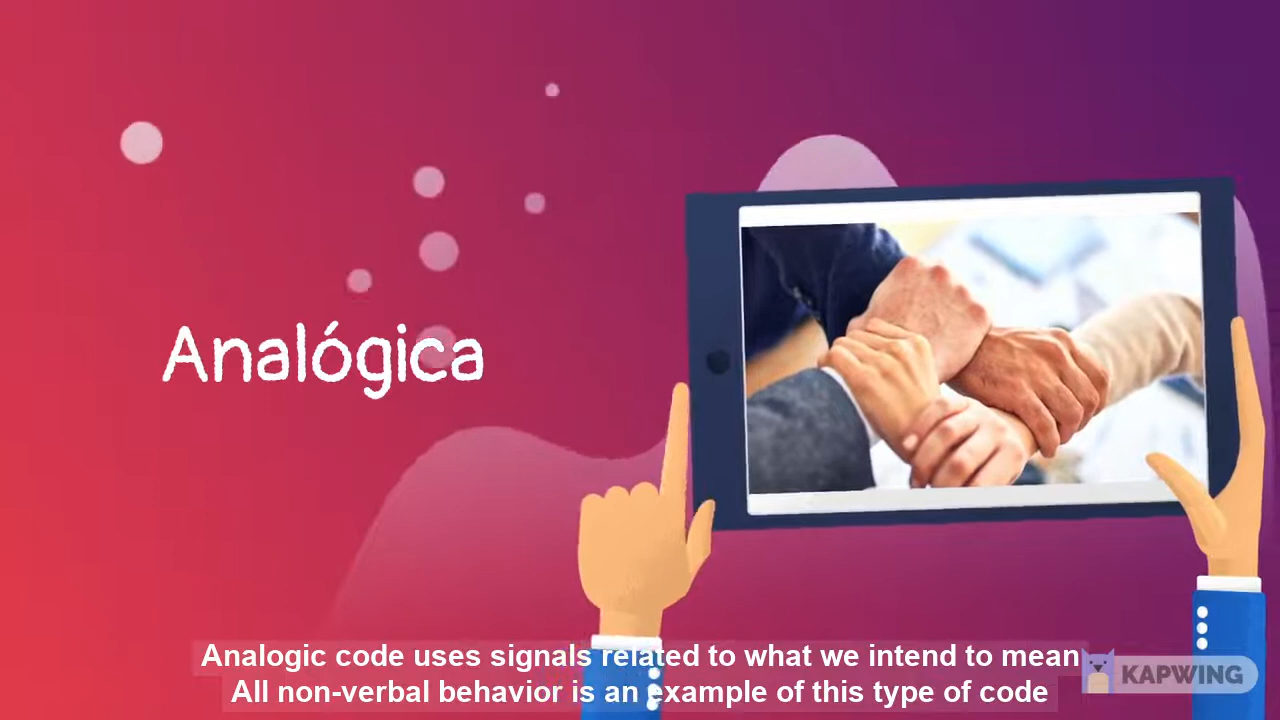 Analógica
Analogic code uses signals related to what we intend to mean
All non-verbal behavior is an example of this type of code
KAPWING